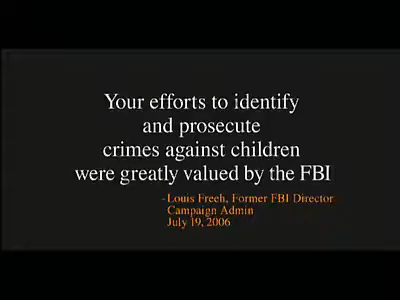 Your efforts to identify
and prosecute
crimes against children
were greatly valued by the FBI
- Louis Freeh, Former FBI Director
Campaign Admin
July 19, 2006